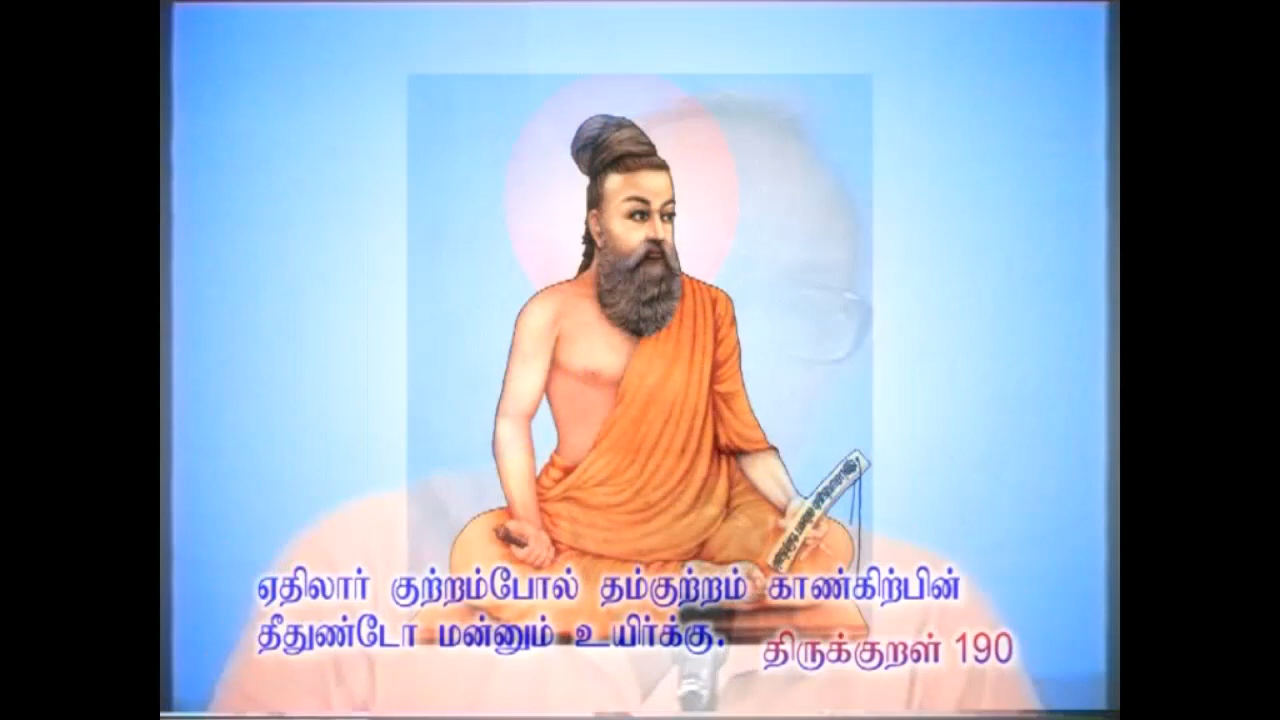 ஏதிலார் குற்றம்போல் தம்குற்றம் காண்கிற்பின்
தீதுண்டோ மன்னும் உயிர்க்கு.
திருக்குறள் 190